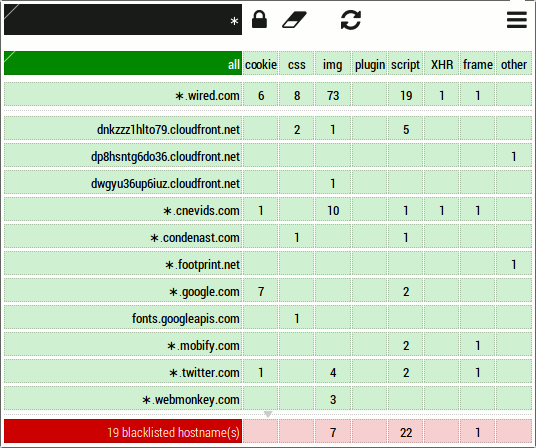 ∗
all cookie css img plugin script XHR frame other
∗.wired.com 6 8 73 19 1 1
dnkzzz1hlto79.cloudfront.net 2 1 5
dp8hsntg6do36.cloudfront.net 1
dwgyu36up6iuz.cloudfront.net 1
∗.cnevids.com 1 10 1 1 1
∗.condenast.com 1 1
∗.footprint.net 1
∗.google.com 7 2
fonts.googleapis.com 1
∗.mobify.com 2 1
∗.twitter.com 1 4 2 1
∗.webmonkey.com 3
19 blacklisted hostname(s) 7 22 1